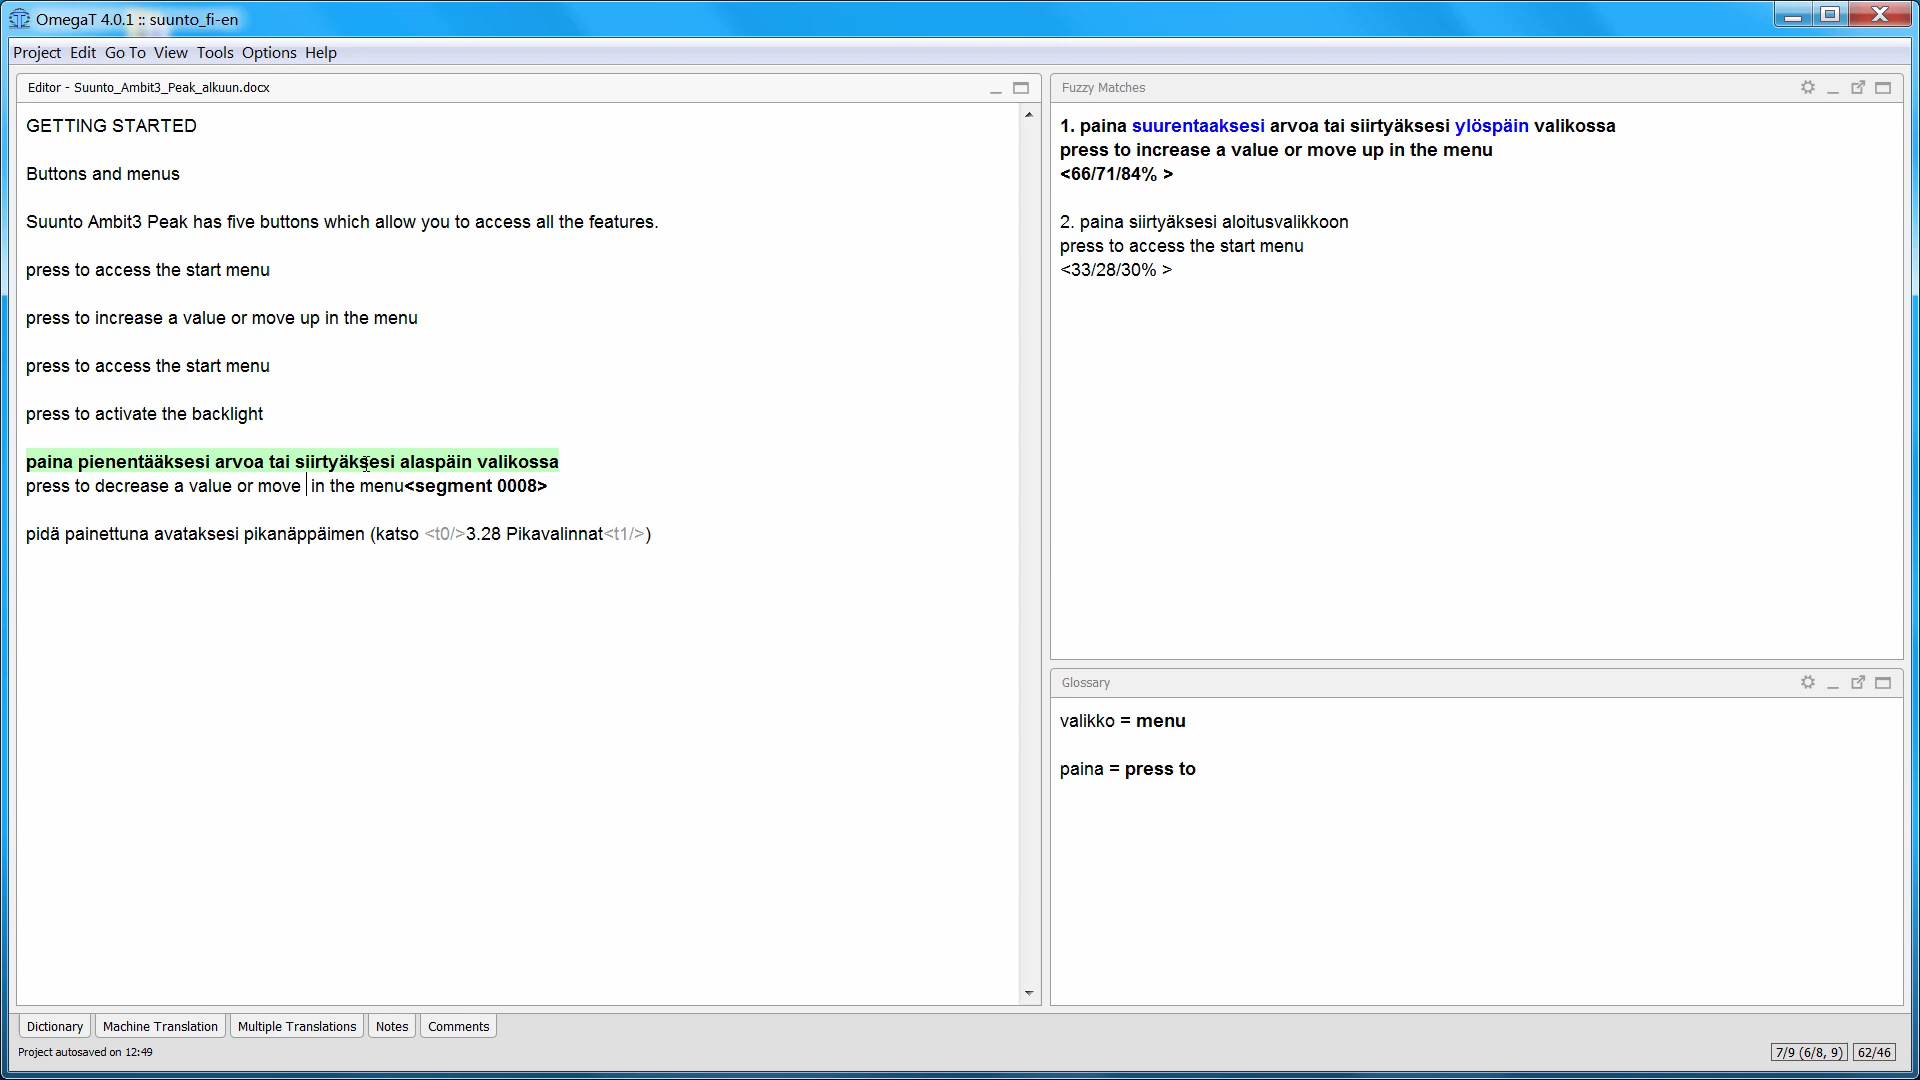 OmegaT 4.0.1 :: suunto_fi-en
Project Edit Go To View Tools Options Help
Editor - Suunto_Ambit3_Peak_alkuun.docx
GETTING STARTED
Buttons and menus
Suunto Ambit3 Peak has five buttons which allow you to access all the features.
press to access the start menu
press to increase a value or move up in the menu
press to access the start menu
press to activate the backlight
paina pienentääksesi arvoa tai siirtyäksesi alaspäin valikossa
press to decrease a value or move in the menu<segment 0008>
pidä painettuna avataksesi pikanäppäimen (katso <t0/>3.28 Pikavalinnat<t1/>)
Fuzzy Matches
1. paina suurentaaksesi arvoa tai siirtyäksesi ylöspäin valikossa
press to increase a value or move up in the menu
<66/71/84% >
2. paina siirtyäksesi aloitusvalikkoon
press to access the start menu
<33/28/30% >
Glossary
valikko = menu
paina = press to
Dictionary Machine Translation Multiple Translations Notes Comments
Project autosaved on 12:49
7/9 (6/8, 9) 62/46